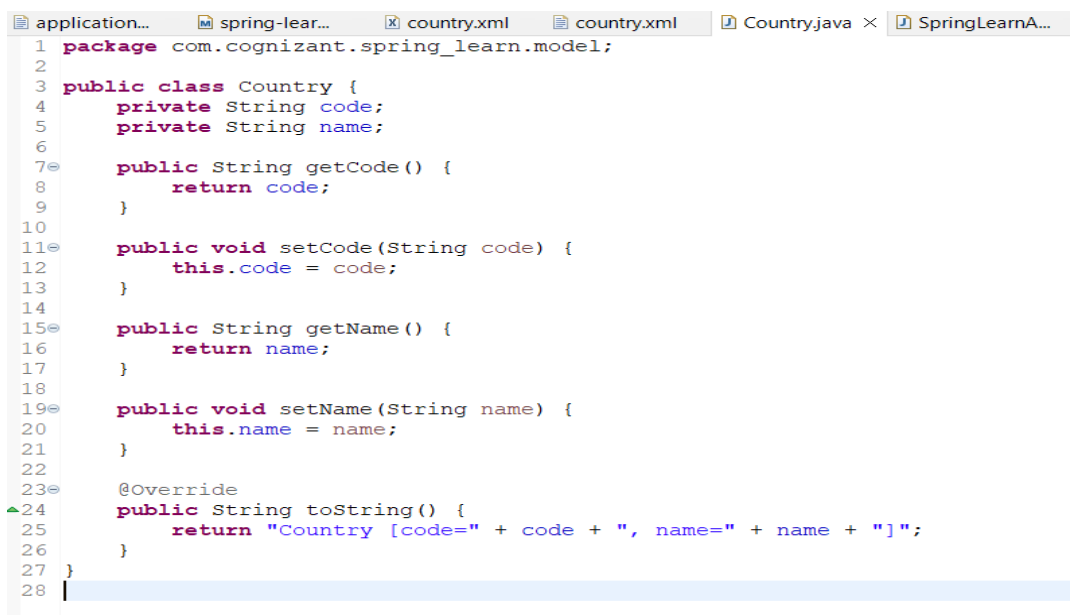 application... spring-lear... country.xml country.xml Country.java SpringLearnA...
1 package com.cognizant.spring_learn.model;
2
3 public class Country {
4     private String code;
5     private String name;
6
7     public String getCode() {
8         return code;
9     }
10
11     public void setCode(String code) {
12         this.code = code;
13     }
14
15     public String getName() {
16         return name;
17     }
18
19     public void setName(String name) {
20         this.name = name;
21     }
22
23     @Override
24     public String toString() {
25         return "Country [code=" + code + ", name=" + name + "]";
26     }
27 }
28